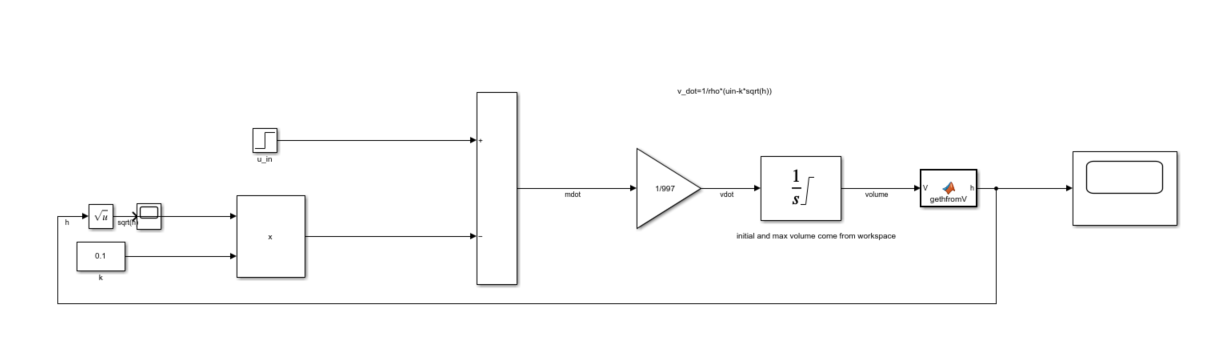 v_dot=1/rho*(uin-k*sqrt(h))
+
u_in
1/997
1
s
V
h
gethfromV
mdot
vdot
volume
√u
h
sqrt(h)
x
−
initial and max volume come from workspace
0.1
k